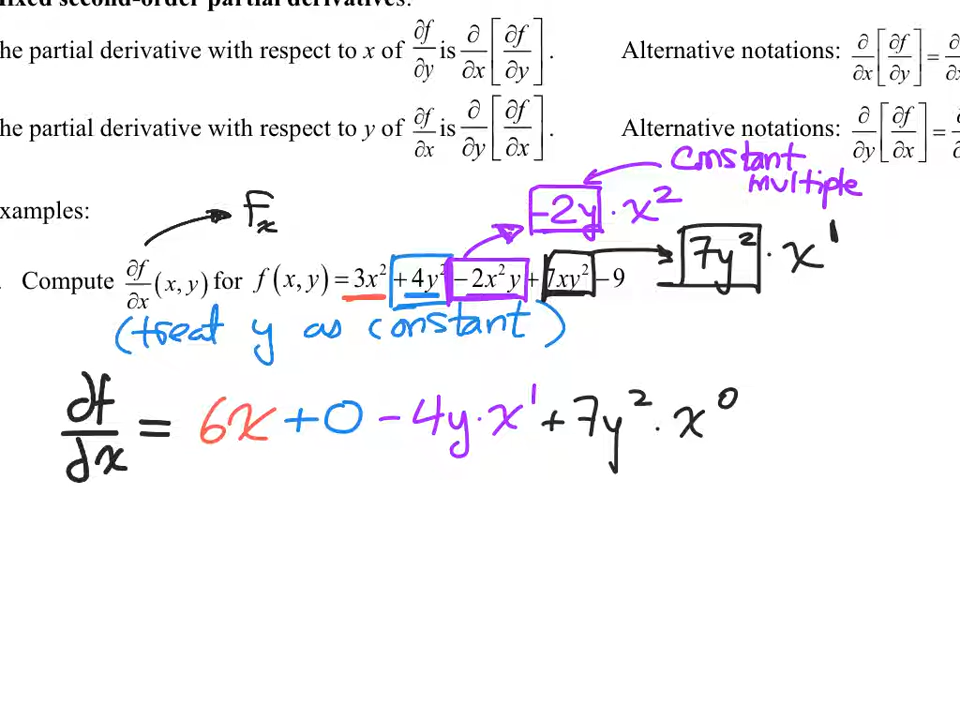 fixed second-order partial derivatives:
he partial derivative with respect to x of ∂f/∂y is ∂/∂x[∂f/∂y]. Alternative notations: ∂/∂x[∂f/∂y] = ∂
he partial derivative with respect to y of ∂f/∂x is ∂/∂y[∂f/∂x]. Alternative notations: ∂/∂y[∂f/∂x] =
constant
multiple
-2y · x²
xamples:
fx
7y² · x¹
. Compute ∂f/∂x (x, y) for f(x, y) = 3x² + 4y² − 2x²y + 7xy² − 9
(treat y as constant)
∂f/∂x = 6x + 0 - 4y·x¹ + 7y² · x⁰